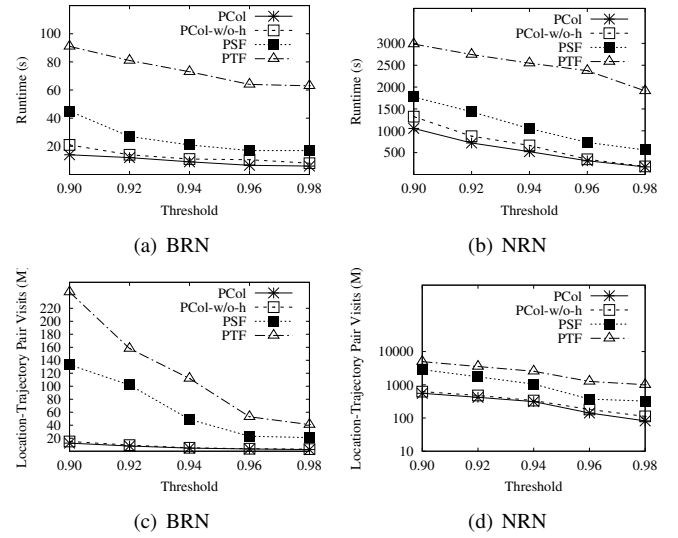 PCol
PCol-w/o-h
PSF
PTF
100
80
60
40
20
Runtime (s)
0.90 0.92 0.94 0.96 0.98
Threshold
(a) BRN
PCol
PCol-w/o-h
PSF
PTF
3000
2500
2000
1500
1000
500
Runtime (s)
0.90 0.92 0.94 0.96 0.98
Threshold
(b) NRN
PCol
PCol-w/o-h
PSF
PTF
220
200
180
160
140
120
100
80
60
40
20
Location-Trajectory Pair Visits (M)
0.90 0.92 0.94 0.96 0.98
Threshold
(c) BRN
PCol
PCol-w/o-h
PSF
PTF
10000
1000
100
10
Location-Trajectory Pair Visits (M)
0.90 0.92 0.94 0.96 0.98
Threshold
(d) NRN